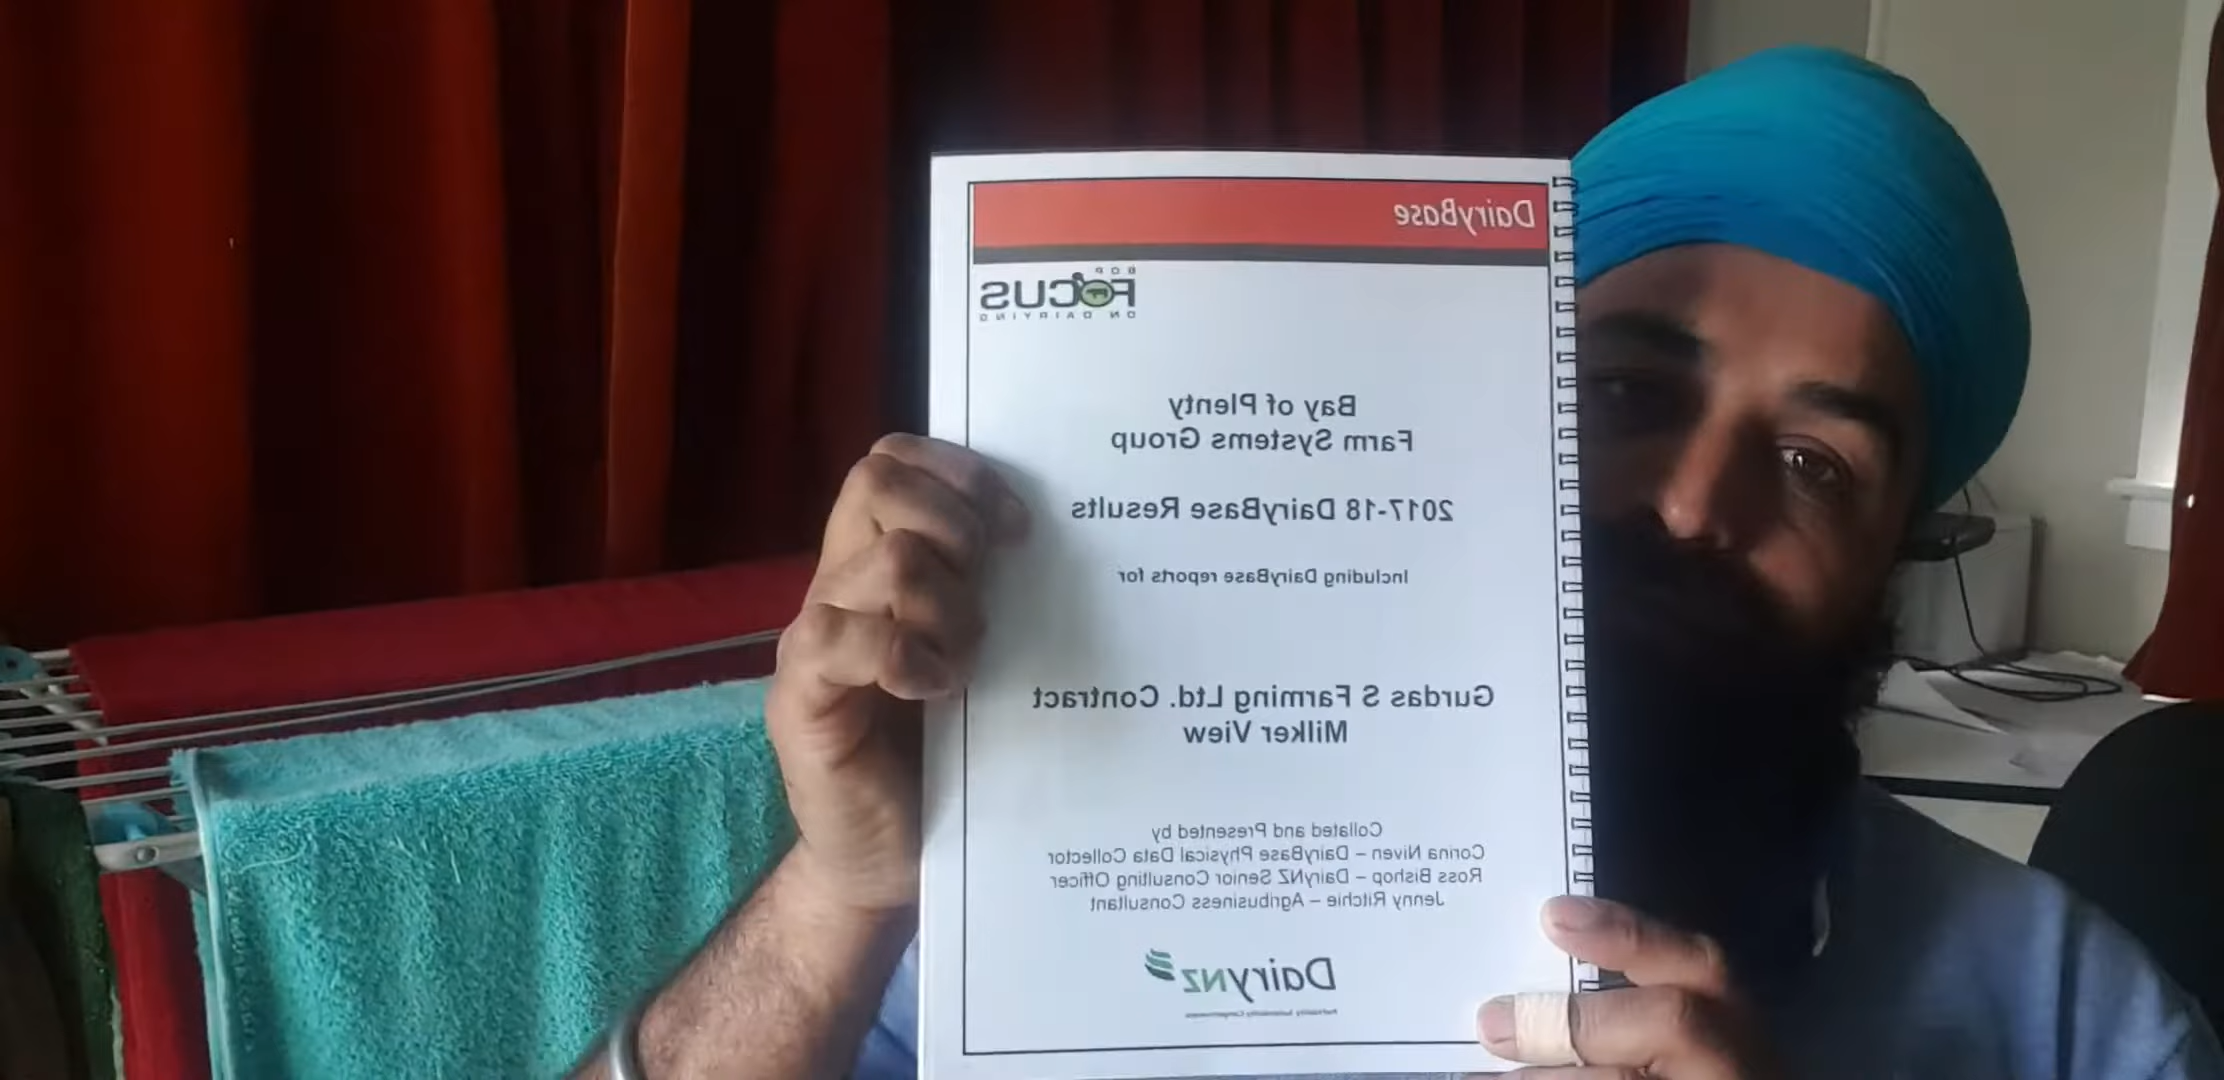 DairyBase
BOP
FOCUS
ON DAIRYING
Bay of Plenty
Farm Systems Group
2017-18 DairyBase Results
Including DairyBase reports for
Gurdas S Farming Ltd. Contract
Milker View
Collated and Presented by
Corina Niven – DairyBase Physical Data Collector
Ross Bishop – DairyNZ Senior Consulting Officer
Jenny Ritchie – Agribusiness Consultant
DairyNZ